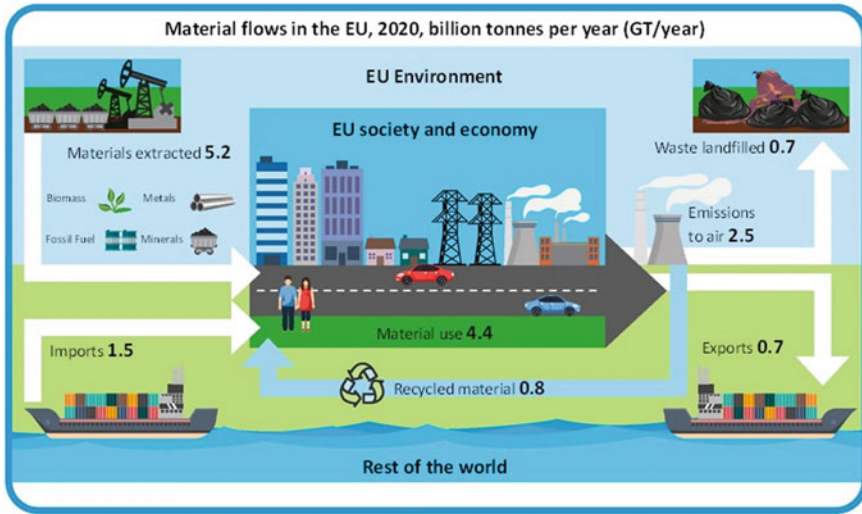 Material flows in the EU, 2020, billion tonnes per year (GT/year)
EU Environment
EU society and economy
Materials extracted 5.2
Biomass
Metals
Fossil Fuel
Minerals
Waste landfilled 0.7
Emissions
to air 2.5
Imports 1.5
Material use 4.4
Exports 0.7
Recycled material 0.8
Rest of the world